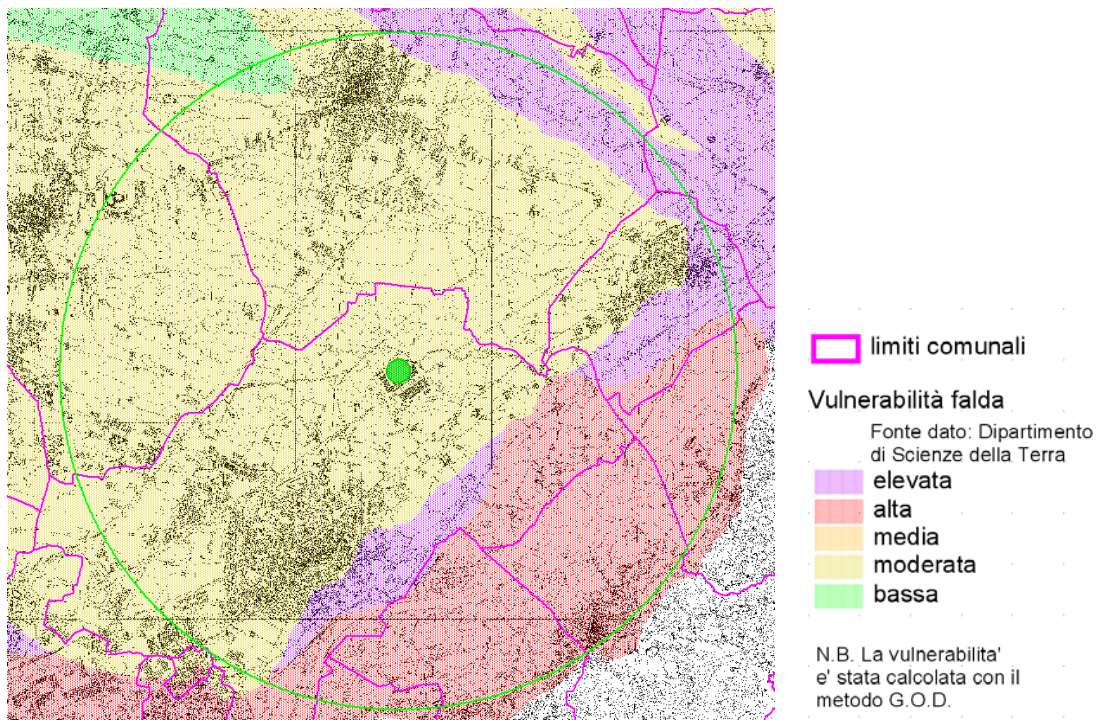 limiti comunali
Vulnerabilità falda
Fonte dato: Dipartimento
di Scienze della Terra
elevata
alta
media
moderata
bassa
N.B. La vulnerabilita'
e' stata calcolata con il
metodo G.O.D.